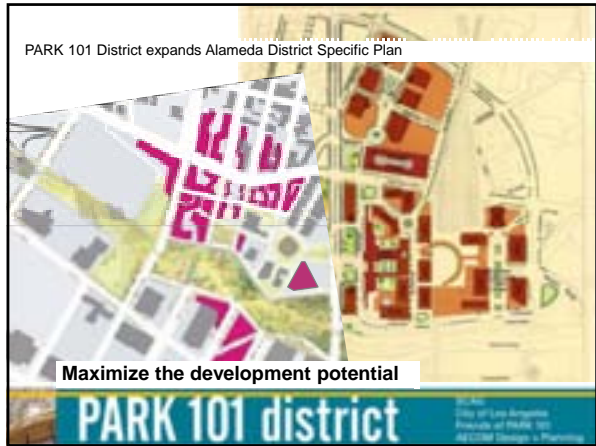 PARK 101 District expands Alameda District Specific Plan
Maximize the development potential
PARK 101 district
SCAG
City of Los Angeles
Friends of PARK 101
AECOM Design + Planning